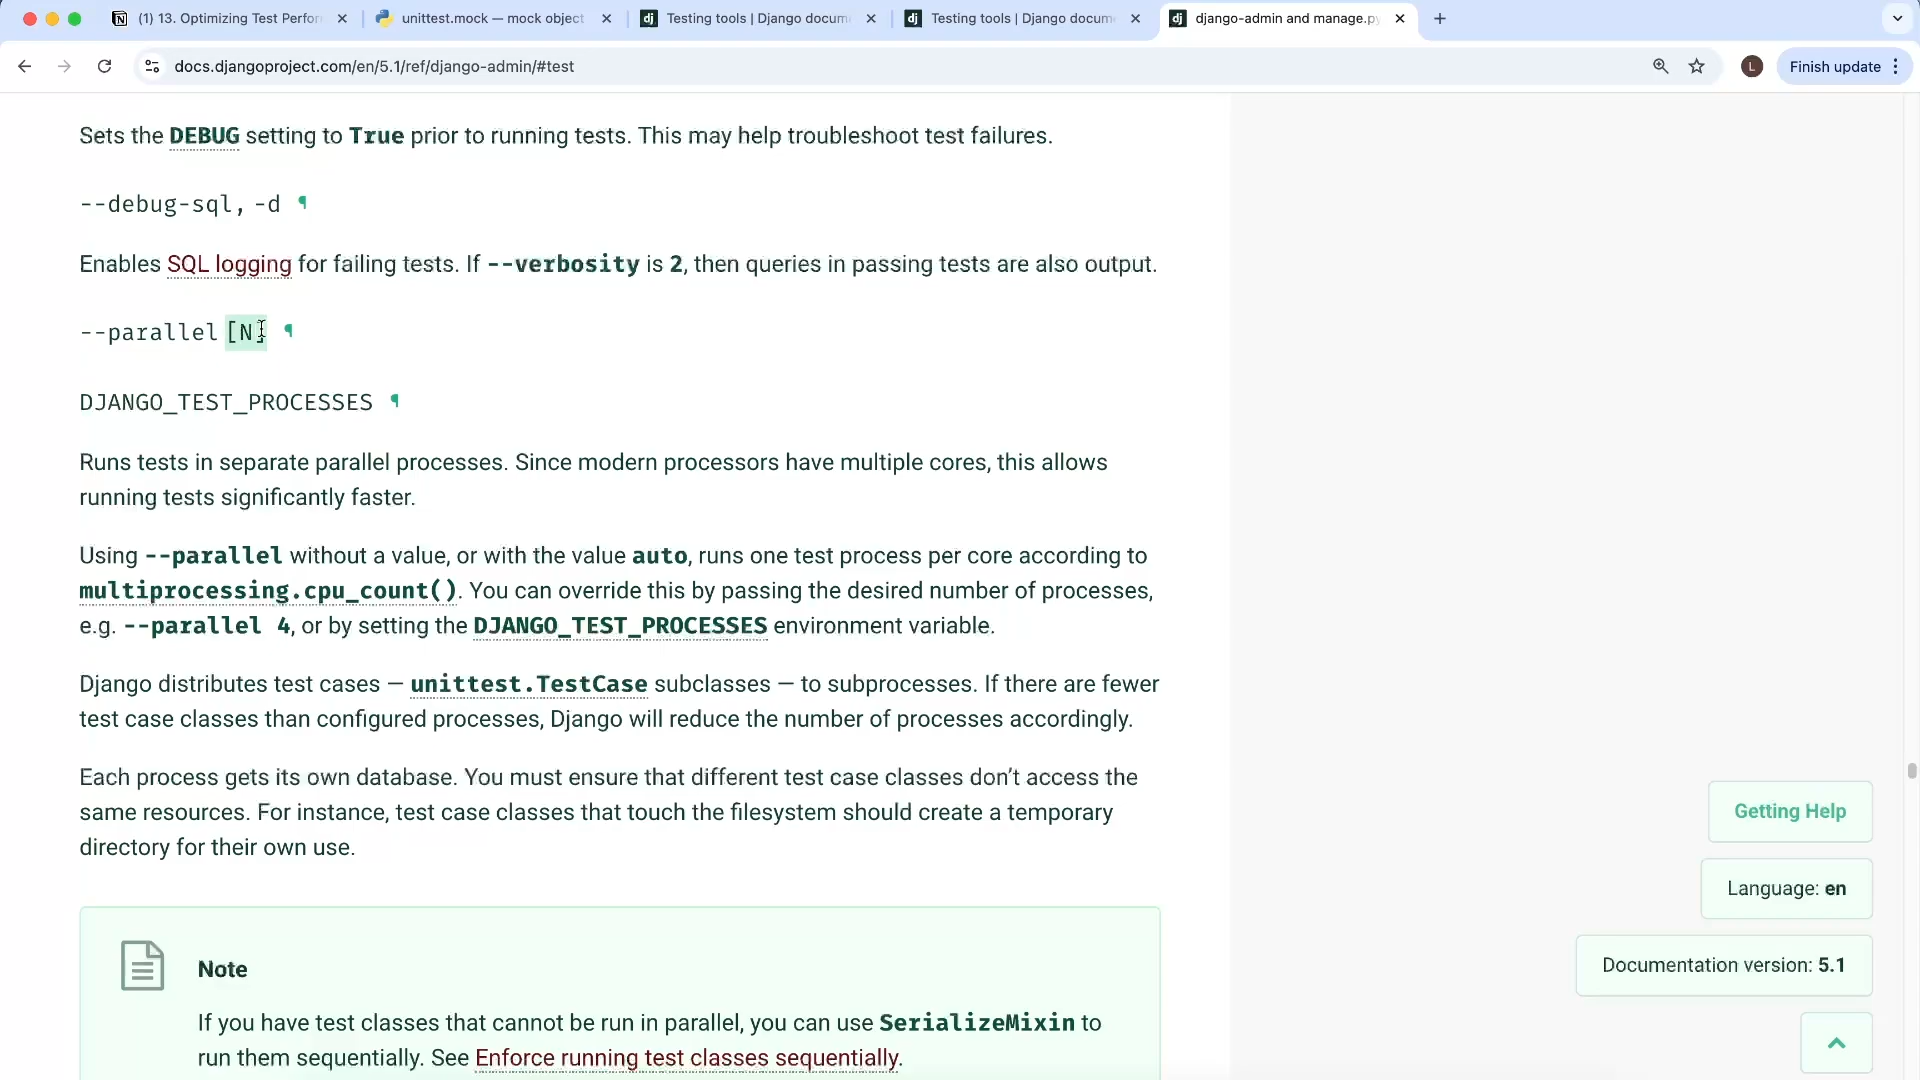 (1) 13. Optimizing Test Perfor
unittest.mock — mock object
Testing tools | Django docum
Testing tools | Django docum
django-admin and manage.py
docs.djangoproject.com/en/5.1/ref/django-admin/#test
L
Finish update
Sets the DEBUG setting to True prior to running tests. This may help troubleshoot test failures.
--debug-sql, -d ¶
Enables SQL logging for failing tests. If --verbosity is 2, then queries in passing tests are also output.
--parallel [N] ¶
DJANGO_TEST_PROCESSES ¶
Runs tests in separate parallel processes. Since modern processors have multiple cores, this allows
running tests significantly faster.
Using --parallel without a value, or with the value auto, runs one test process per core according to
multiprocessing.cpu_count(). You can override this by passing the desired number of processes,
e.g. --parallel 4, or by setting the DJANGO_TEST_PROCESSES environment variable.
Django distributes test cases — unittest.TestCase subclasses — to subprocesses. If there are fewer
test case classes than configured processes, Django will reduce the number of processes accordingly.
Each process gets its own database. You must ensure that different test case classes don’t access the
same resources. For instance, test case classes that touch the filesystem should create a temporary
directory for their own use.
Note
If you have test classes that cannot be run in parallel, you can use SerializeMixin to
run them sequentially. See Enforce running test classes sequentially.
Getting Help
Language: en
Documentation version: 5.1